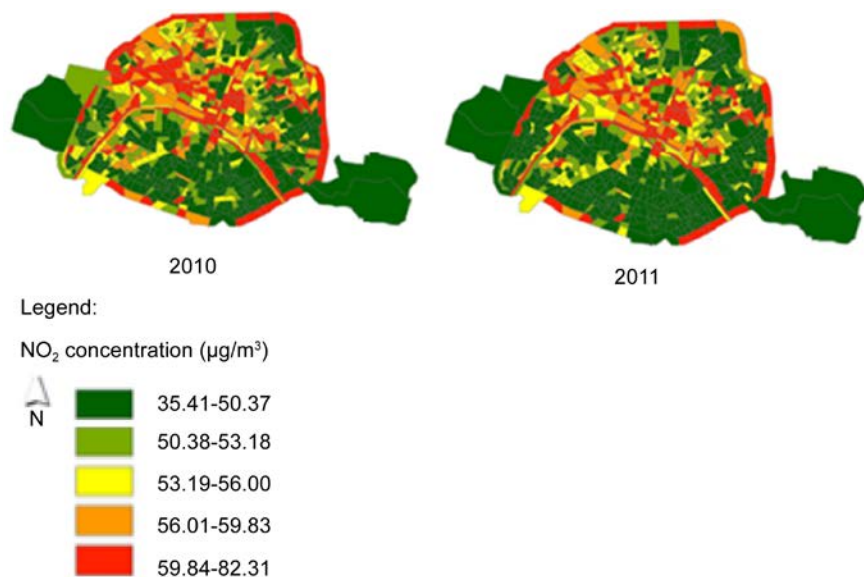 2010
2011
Legend:
NO₂ concentration (µg/m³)
N
35.41-50.37
50.38-53.18
53.19-56.00
56.01-59.83
59.84-82.31